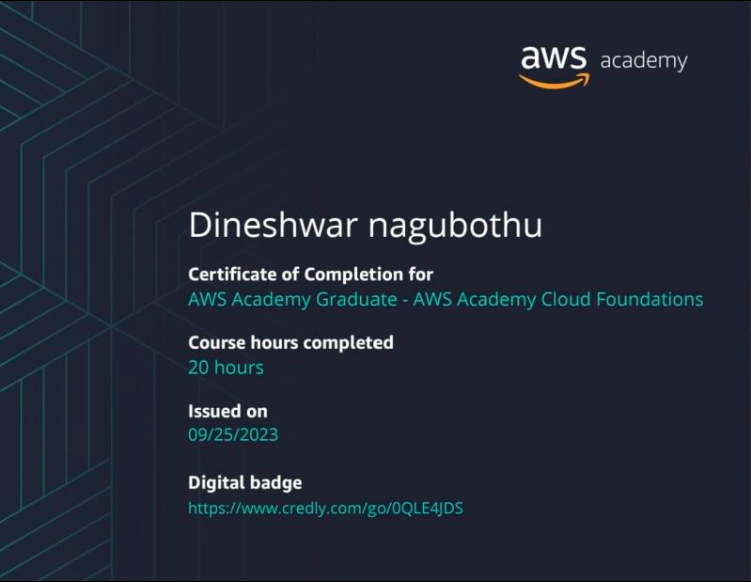 aws academy
Dineshwar nagubothu
Certificate of Completion for
AWS Academy Graduate - AWS Academy Cloud Foundations
Course hours completed
20 hours
Issued on
09/25/2023
Digital badge
https://www.credly.com/go/0QLE4JDS